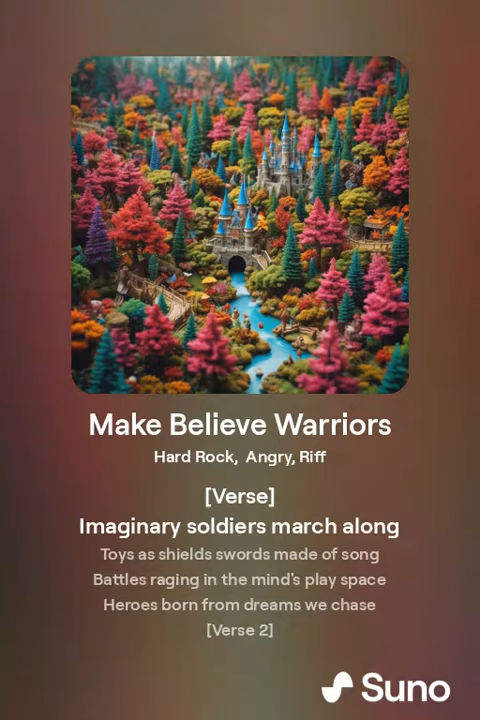 Make Believe Warriors
Hard Rock,  Angry, Riff
[Verse]
Imaginary soldiers march along
Toys as shields swords made of song
Battles raging in the mind's play space
Heroes born from dreams we chase
[Verse 2]
Suno